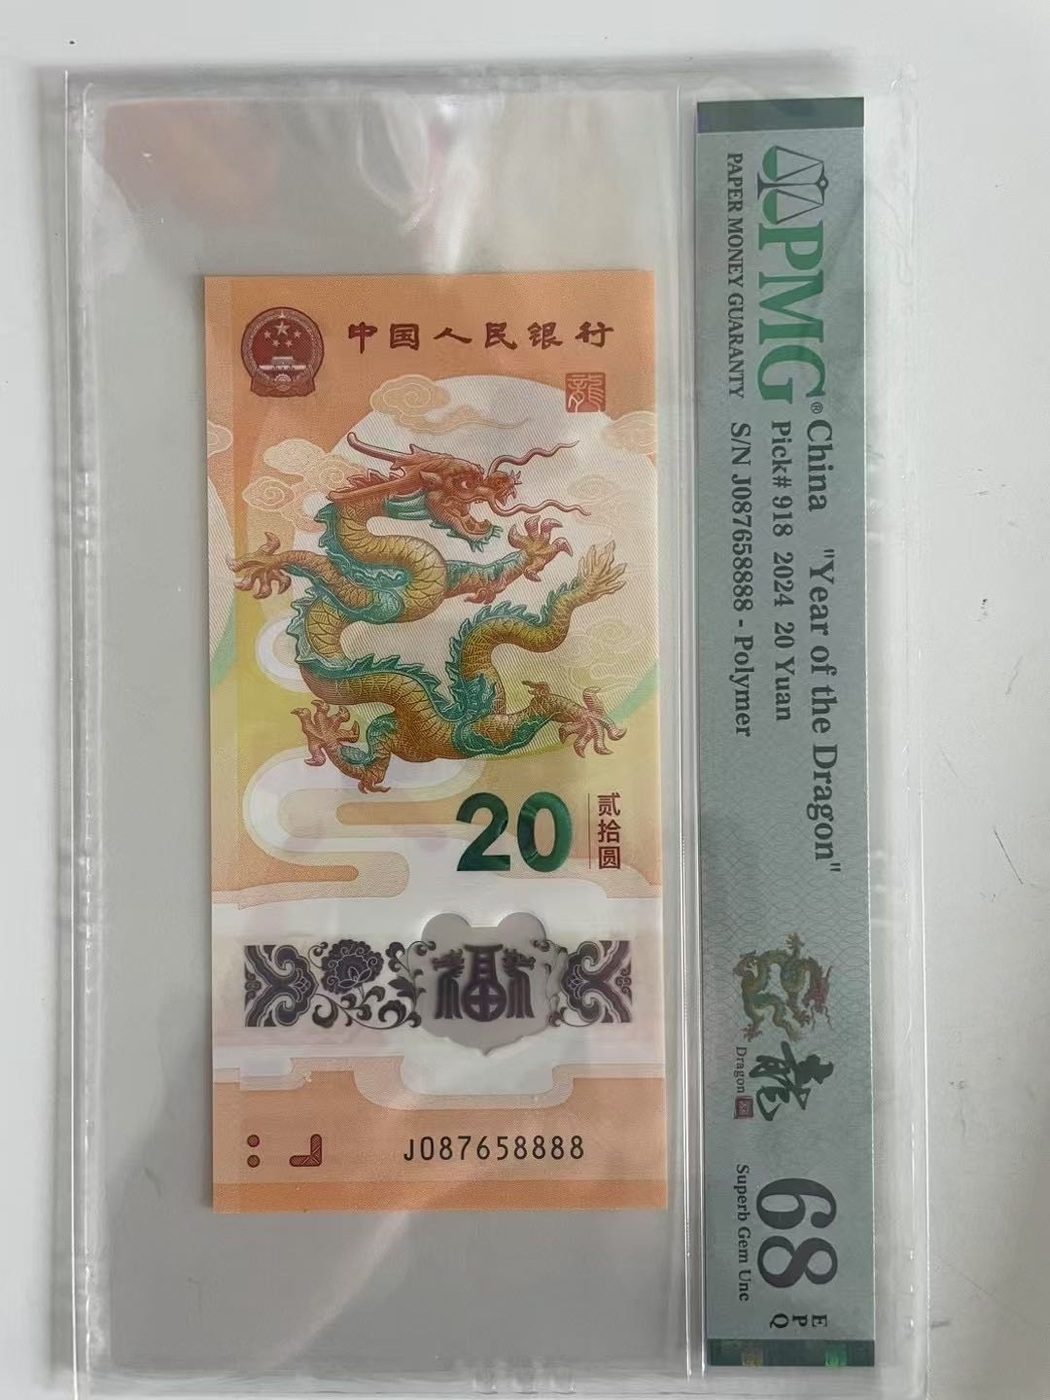 中国人民银行
龍
20
贰拾圆
福
J087658888
PMG®
PAPER MONEY GUARANTY
China "Year of the Dragon"
Pick# 918 2024 20 Yuan
S/N J087658888 - Polymer
龍
Dragon
68
EPQ
Superb Gem Unc